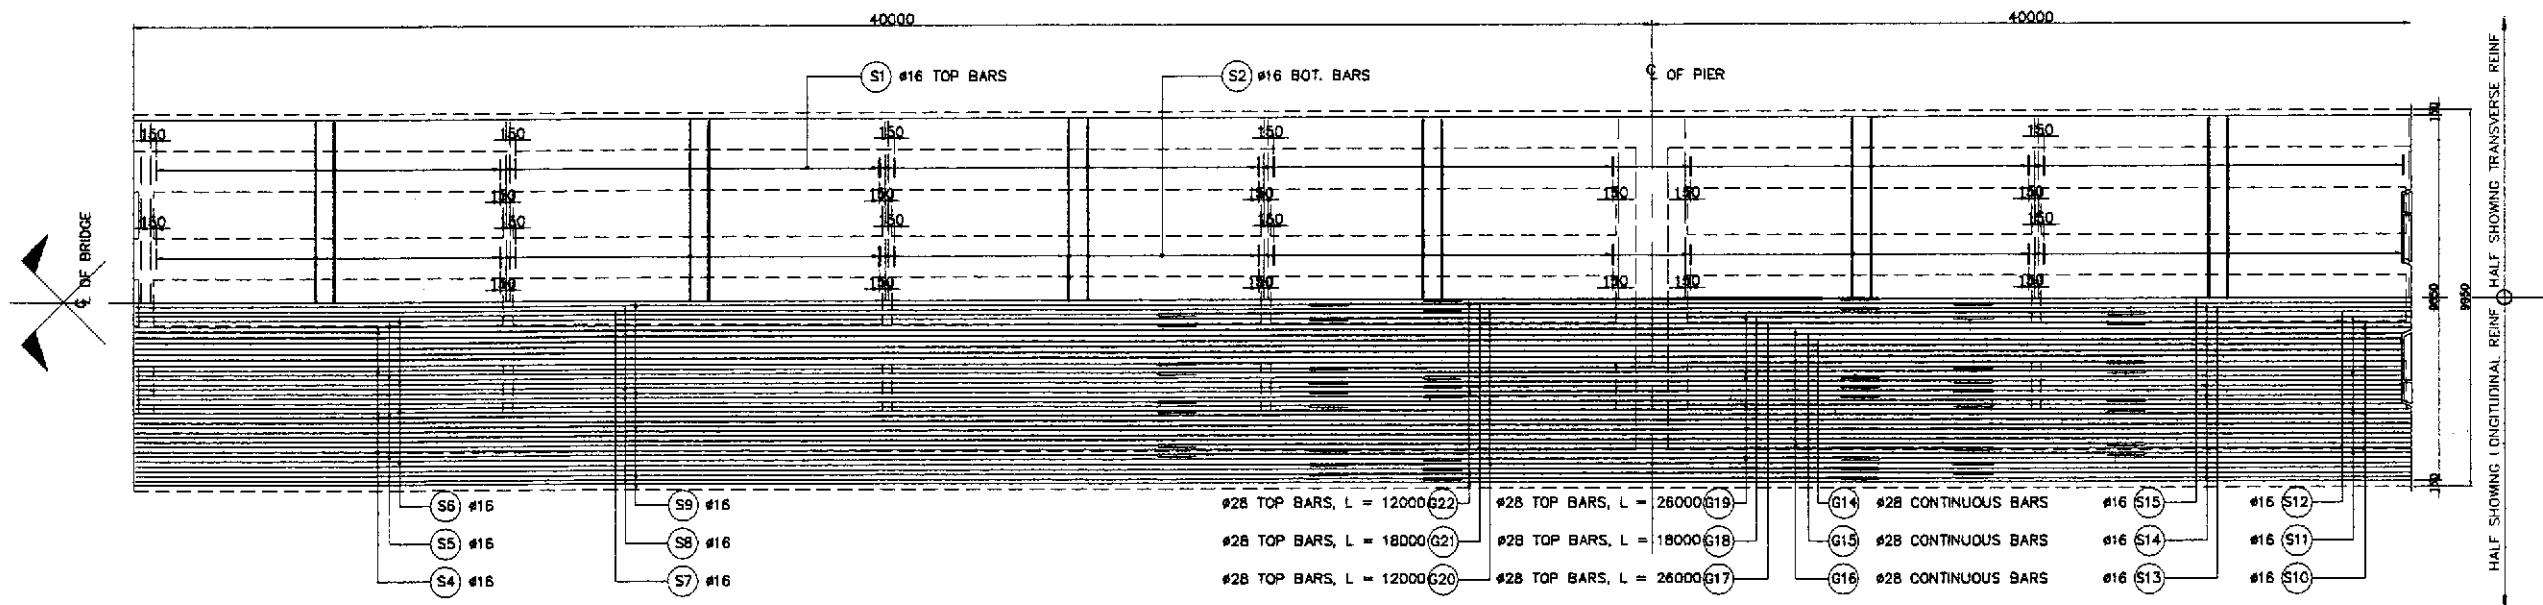 40000
40000
S1 ø16 TOP BARS
S2 ø16 BOT. BARS
℄ OF PIER
150 150 150 150 150 150
150 150 150 150 150 150
150 150 150 150 150
150 150 150 150 150
150
9650
9950
150
℄ OF BRIDGE
HALF SHOWING TRANSVERSE REINF
HALF SHOWING LONGITUDINAL REINF
S6 ø16
S9 ø16
ø28 TOP BARS, L = 12000 G22
ø28 TOP BARS, L = 26000 G19
G14 ø28 CONTINUOUS BARS
ø16 S15
ø16 S12
S5 ø16
S8 ø16
ø28 TOP BARS, L = 18000 G21
ø28 TOP BARS, L = 18000 G18
G15 ø28 CONTINUOUS BARS
ø16 S14
ø16 S11
S4 ø16
S7 ø16
ø28 TOP BARS, L = 12000 G20
ø28 TOP BARS, L = 26000 G17
G16 ø28 CONTINUOUS BARS
ø16 S13
ø16 S10